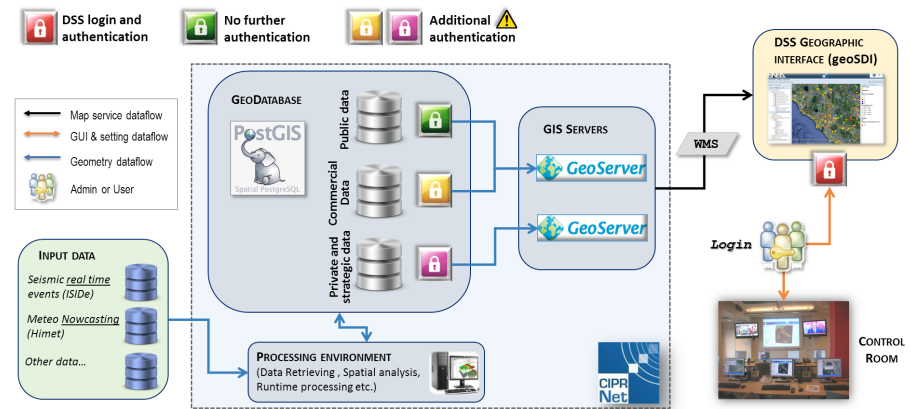 DSS login and
authentication
No further
authentication
Additional
authentication
Map service dataflow
GUI & setting dataflow
Geometry dataflow
Admin or User
GEODATABASE
PostGIS
Spatial PostgreSQL
Public data
Commercial
Data
Private and
strategic data
GIS SERVERS
GeoServer
GeoServer
WMS
DSS GEOGRAPHIC
INTERFACE (geoSDI)
Login
CONTROL
ROOM
INPUT DATA
Seismic real time
events (ISIDe)
Meteo Nowcasting
(Himet)
Other data...
PROCESSING ENVIRONMENT
(Data Retrieving , Spatial analysis,
Runtime processing etc.)
CIPR
Net